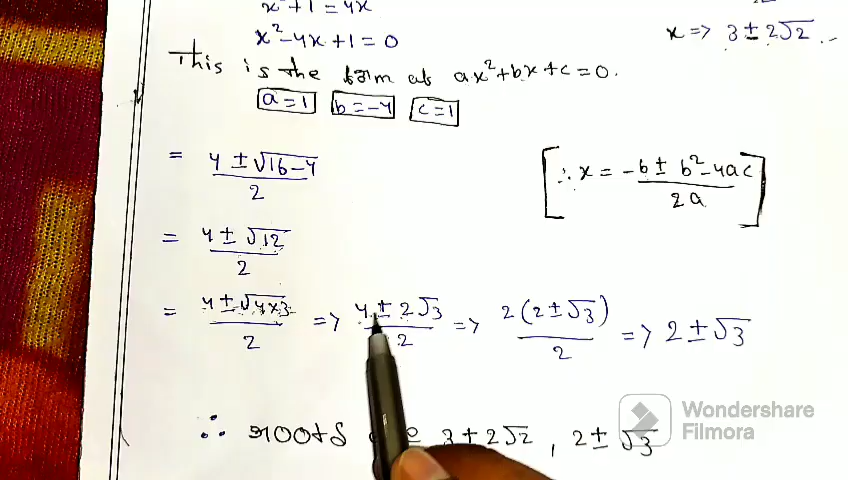 x²+1 = 4x
x²-4x+1=0
x => 3±2√2
This is the form of ax²+bx+c=0.
a=1 b=-4 c=1
= 4±√16-4 / 2
[∴x = -b± b²-4ac / 2a]
= 4±√12 / 2
= 4±√4×3 / 2 => 4±2√3 / 2 => 2(2±√3) / 2 => 2±√3
∴ roots 3±2√2, 2±√3
Wondershare
Filmora